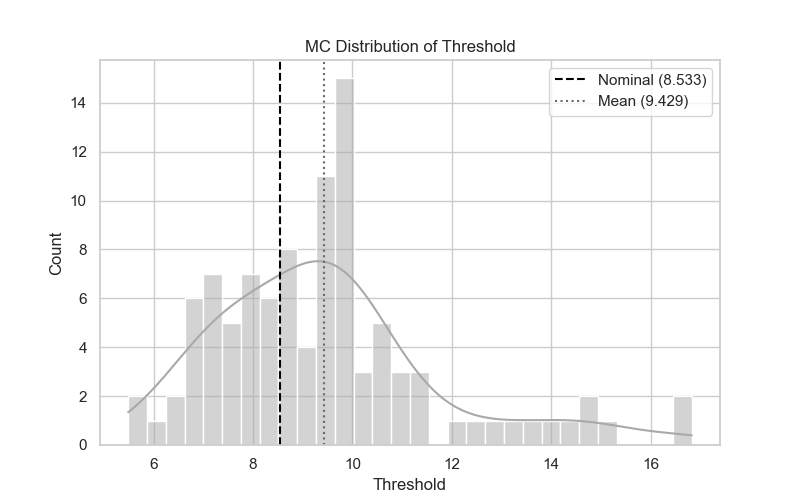 MC Distribution of Threshold
Nominal (8.533)
Mean (9.429)
Count
14
12
10
8
6
4
2
0
6
8
10
12
14
16
Threshold